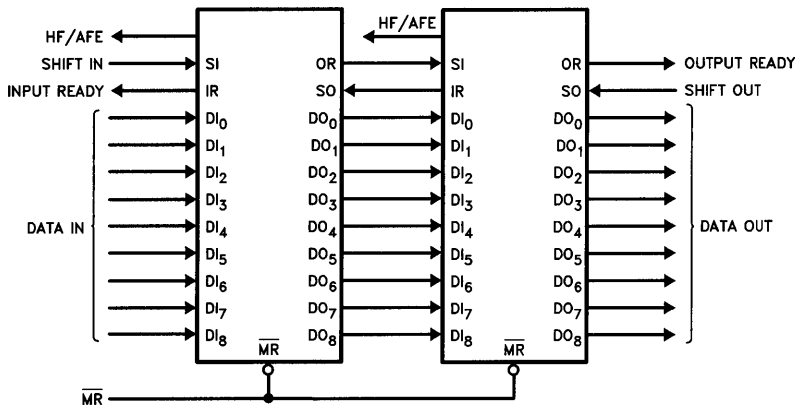 HF/AFE HF/AFE
SHIFT IN SI OR SI OR OUTPUT READY
INPUT READY IR SO IR SO SHIFT OUT
DI0 DO0 DI0 DO0
DI1 DO1 DI1 DO1
DI2 DO2 DI2 DO2
DI3 DO3 DI3 DO3
DATA IN DI4 DO4 DI4 DO4 DATA OUT
DI5 DO5 DI5 DO5
DI6 DO6 DI6 DO6
DI7 DO7 DI7 DO7
DI8 DO8 DI8 DO8
M̅R̅ M̅R̅
M̅R̅